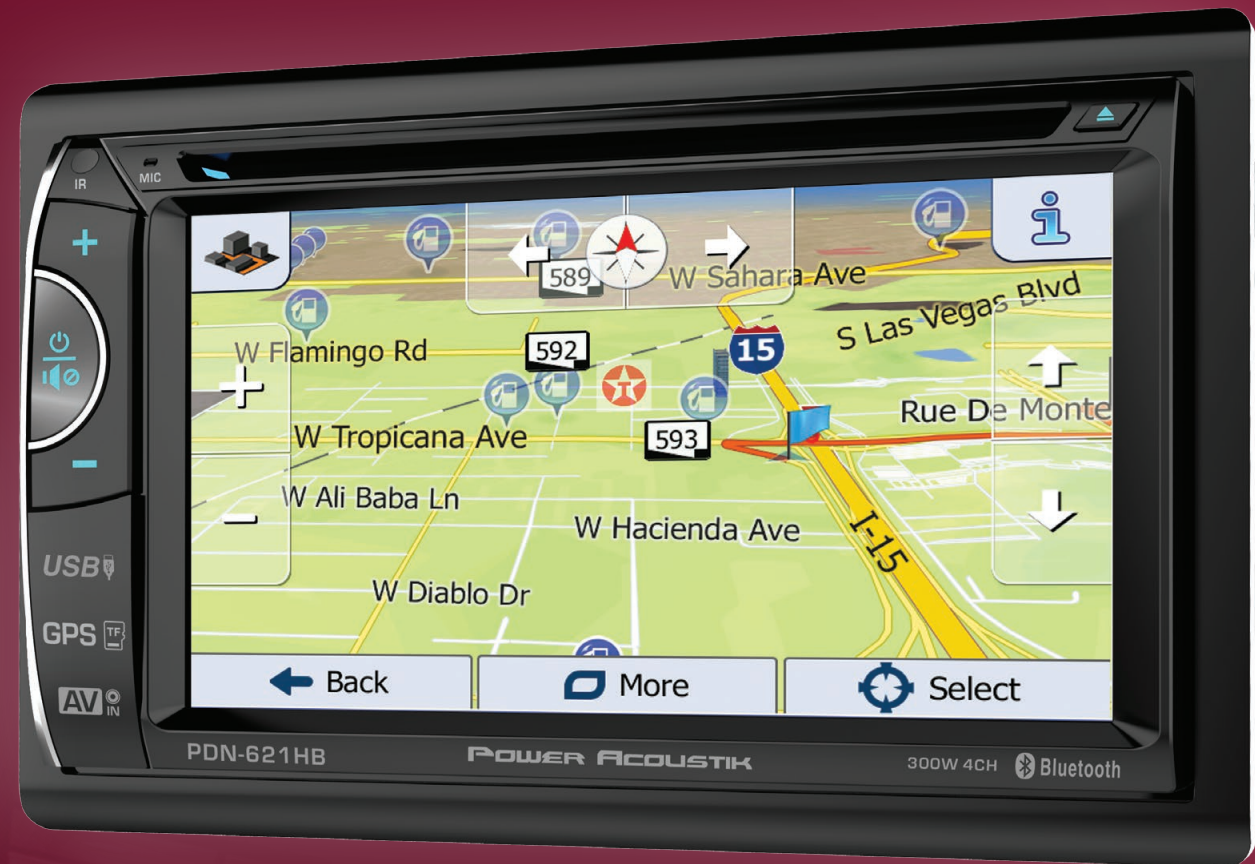 IR
MIC
589
W Sahara Ave
S Las Vegas Blvd
W Flamingo Rd
592
15
T
Rue De Monte
W Tropicana Ave
593
W Ali Baba Ln
W Hacienda Ave
I-15
W Diablo Dr
USB
GPS TF
AV IN
Back
More
Select
PDN-621HB
POWER ACOUSTIK
300W 4CH
Bluetooth